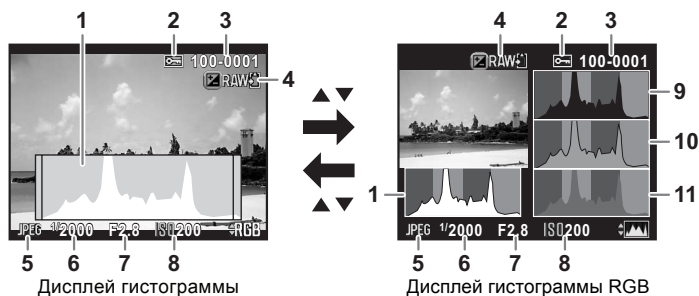 1 2 3
100-0001
RAW
4
JPEG 1/2000 F2.8 ISO200 RGB
5 6 7 8
Дисплей гистограммы
▲▼
▲▼
4 2 3
RAW 100-0001
9
10
11
1
JPEG 1/2000 F2.8 ISO200
5 6 7 8
Дисплей гистограммы RGB